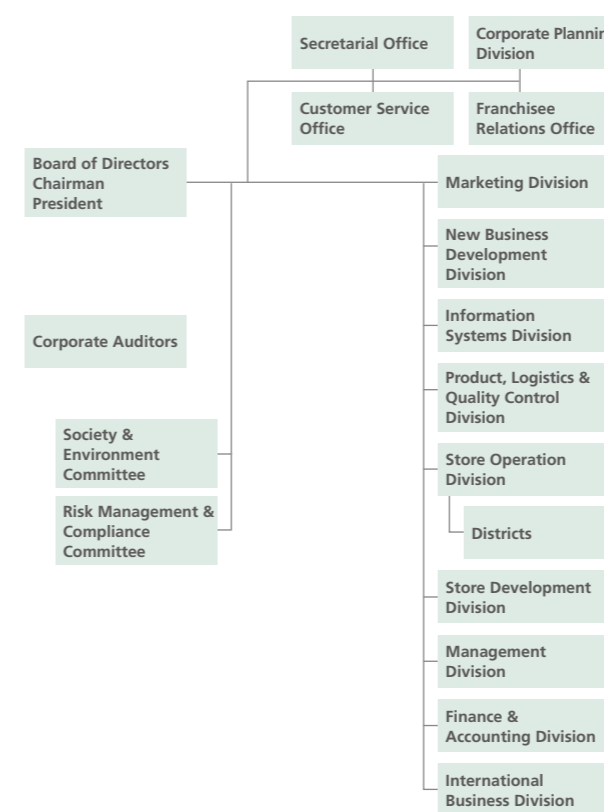 Secretarial Office
Corporate Plannin
Division
Customer Service
Office
Franchisee
Relations Office
Board of Directors
Chairman
President
Marketing Division
New Business
Development
Division
Information
Systems Division
Corporate Auditors
Product, Logistics &
Quality Control
Division
Society &
Environment
Committee
Store Operation
Division
Risk Management &
Compliance
Committee
Districts
Store Development
Division
Management
Division
Finance &
Accounting Division
International
Business Division